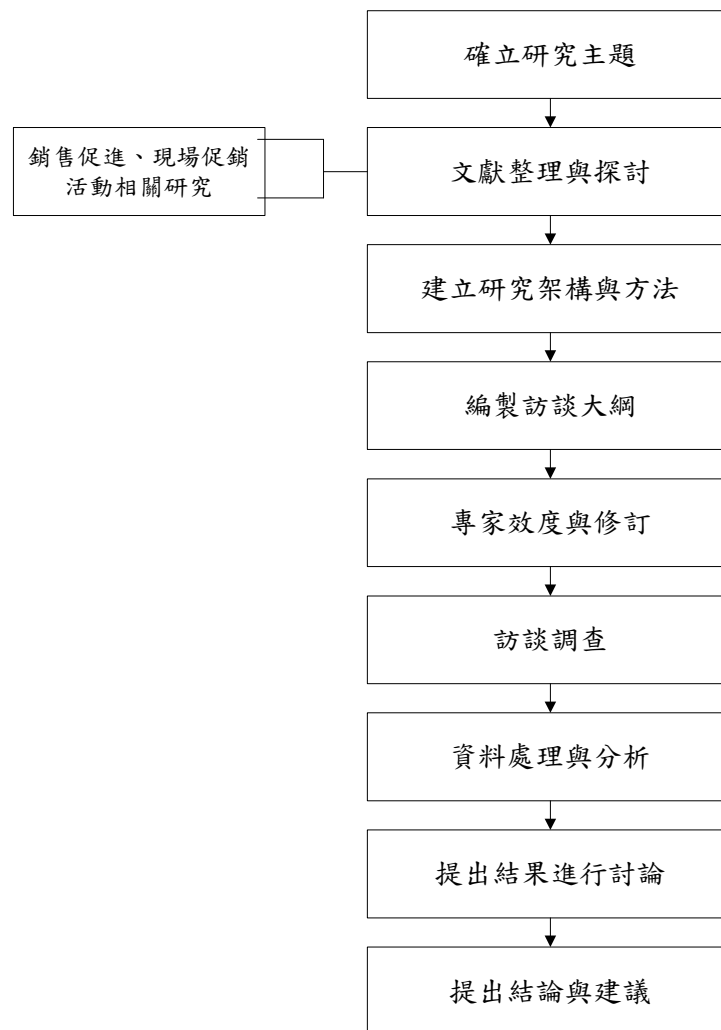 確立研究主題
銷售促進、現場促銷
活動相關研究
文獻整理與探討
建立研究架構與方法
編製訪談大綱
專家效度與修訂
訪談調查
資料處理與分析
提出結果進行討論
提出結論與建議